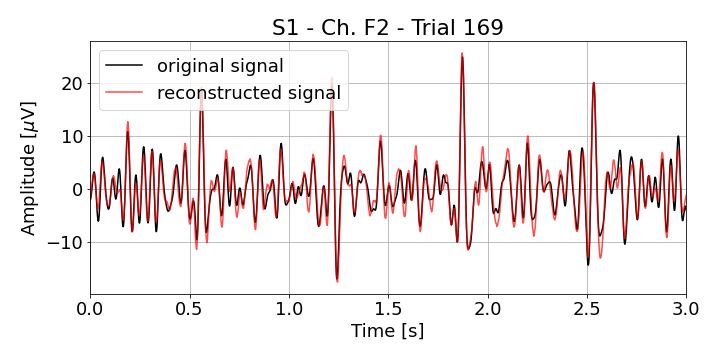 S1 - Ch. F2 - Trial 169
original signal
reconstructed signal
Amplitude [μV]
20
10
0
−10
0.0 0.5 1.0 1.5 2.0 2.5 3.0
Time [s]